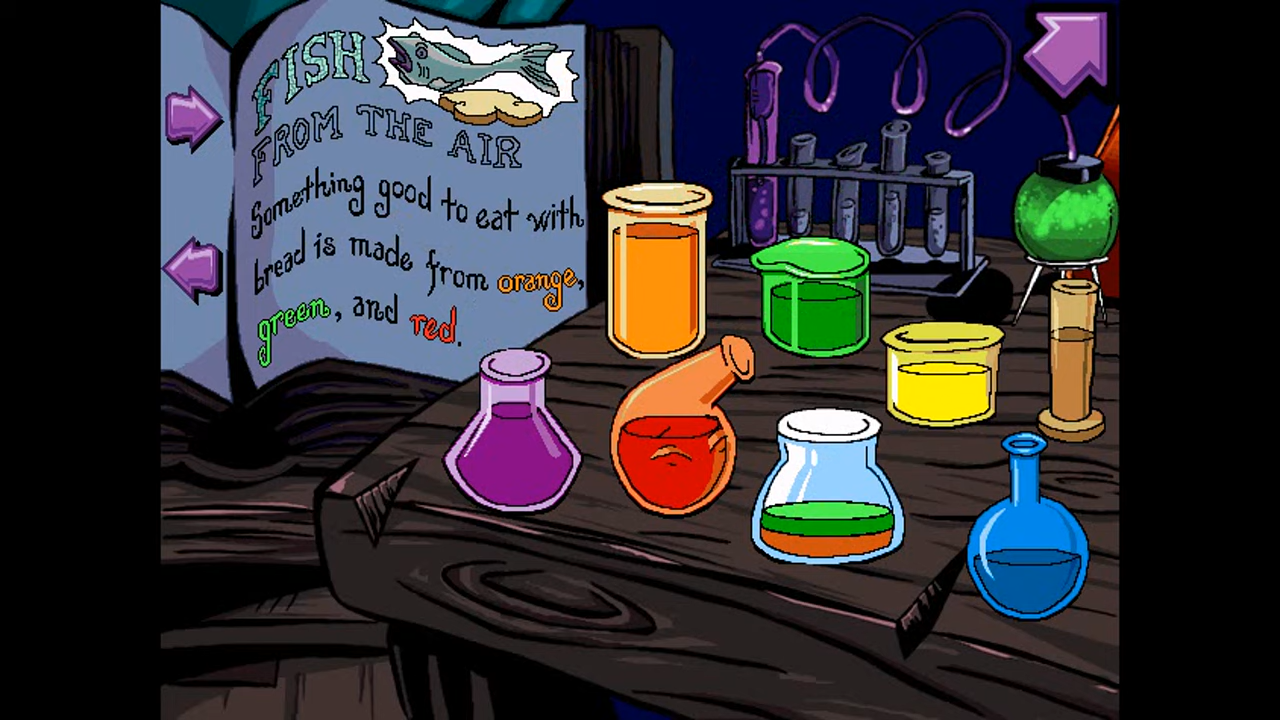 FISH
FROM THE AIR
Something good to eat with
bread is made from orange,
green, and red.